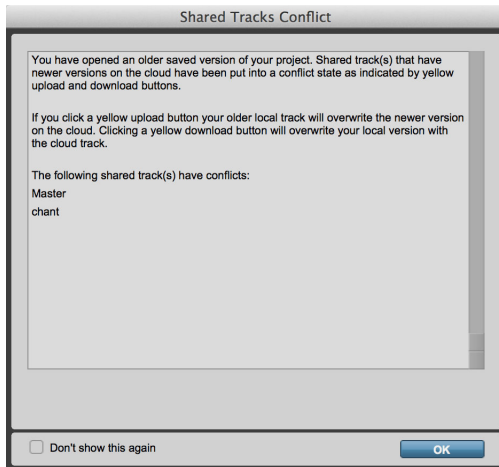 Shared Tracks Conflict
You have opened an older saved version of your project. Shared track(s) that have
newer versions on the cloud have been put into a conflict state as indicated by yellow
upload and download buttons.
If you click a yellow upload button your older local track will overwrite the newer version
on the cloud. Clicking a yellow download button will overwrite your local version with
the cloud track.
The following shared track(s) have conflicts:
Master
chant
Don't show this again
OK